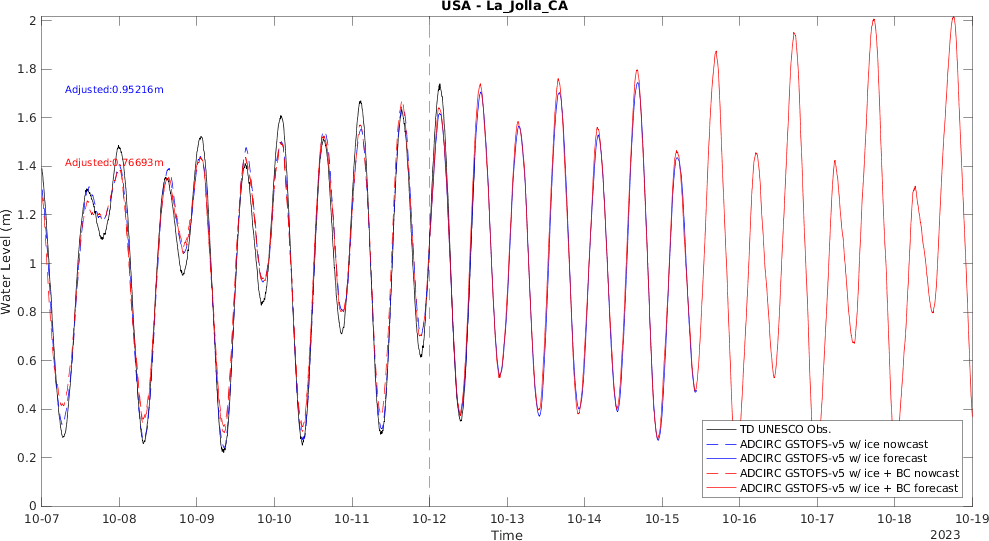 USA - La_Jolla_CA
Adjusted:0.95216m
Adjusted:0.76693m
Water Level (m)
2
1.8
1.6
1.4
1.2
1
0.8
0.6
0.4
0.2
0
TD UNESCO Obs.
ADCIRC GSTOFS-v5 w/ ice nowcast
ADCIRC GSTOFS-v5 w/ ice forecast
ADCIRC GSTOFS-v5 w/ ice + BC nowcast
ADCIRC GSTOFS-v5 w/ ice + BC forecast
10-07 10-08 10-09 10-10 10-11 10-12 10-13 10-14 10-15 10-16 10-17 10-18 10-19
Time
2023